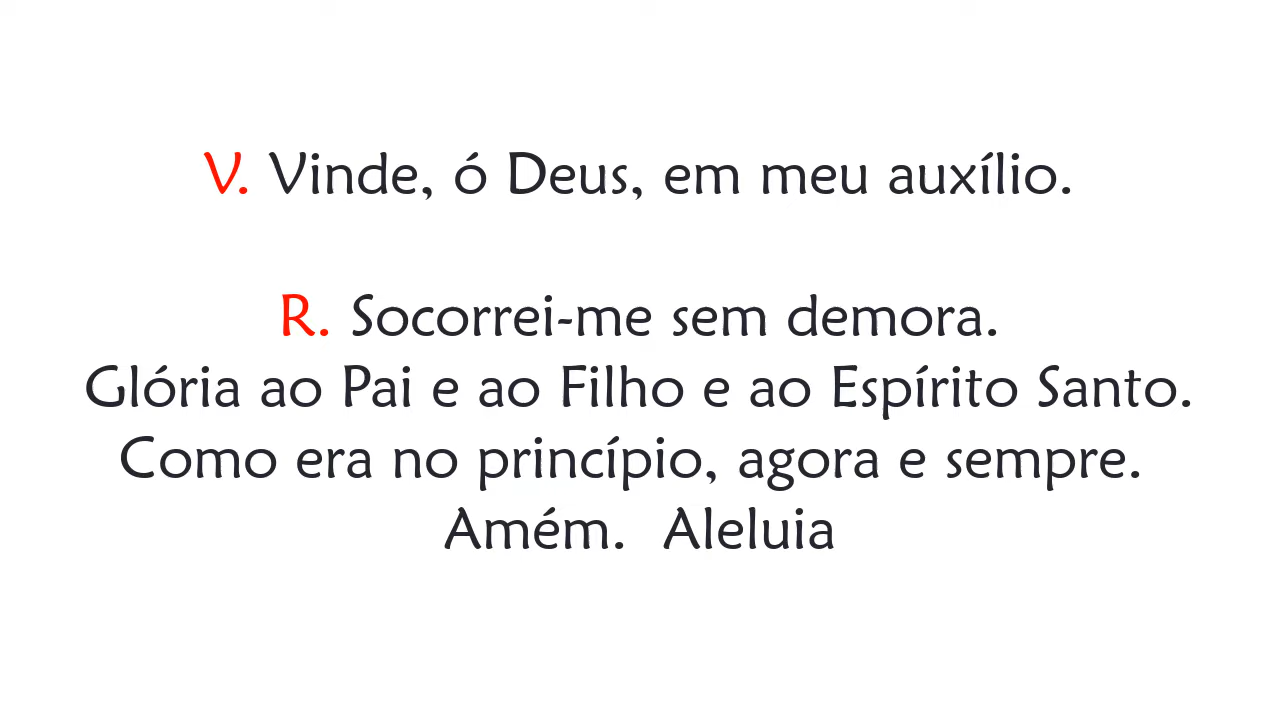 V. Vinde, ó Deus, em meu auxílio.
R. Socorrei-me sem demora.
Glória ao Pai e ao Filho e ao Espírito Santo.
Como era no princípio, agora e sempre.
Amém.  Aleluia